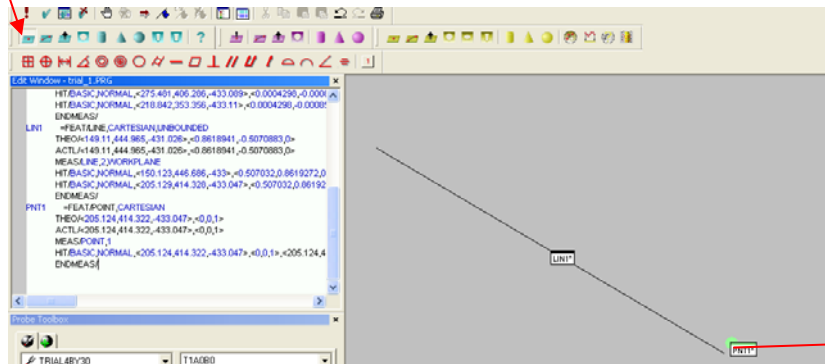 Edit Window - trial_1.PRG
HIT/BASIC,NORMAL,<275.481,406.286,-433.089>,<0.0004298,-0.000
HIT/BASIC,NORMAL,<218.842,353.356,-433.11>,<0.0004298,-0.0008
ENDMEAS/
LIN1 =FEAT/LINE,CARTESIAN,UNBOUNDED
THEO/<149.11,444.965,-431.026>,<0.8618941,-0.5070883,0>
ACTL/<149.11,444.965,-431.026>,<0.8618941,-0.5070883,0>
MEAS/LINE,2,WORKPLANE
HIT/BASIC,NORMAL,<150.123,446.686,-433>,<0.507032,0.8619272,0
HIT/BASIC,NORMAL,<205.129,414.328,-433.047>,<0.507032,0.86192
ENDMEAS/
PNT1 =FEAT/POINT,CARTESIAN
THEO/<205.124,414.322,-433.047>,<0,0,1>
ACTL/<205.124,414.322,-433.047>,<0,0,1>
MEAS/POINT,1
HIT/BASIC,NORMAL,<205.124,414.322,-433.047>,<0,0,1>,<205.124,4
ENDMEAS/
LIN1*
PNT1*
Probe Toolbox
TRIAL4BY30 T1A0B0